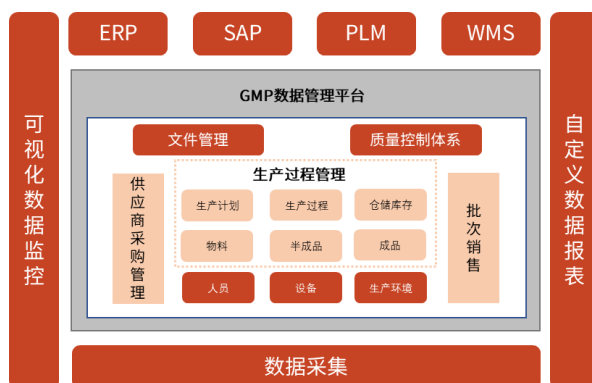 ERP
SAP
PLM
WMS
可视化数据监控
GMP数据管理平台
文件管理
质量控制体系
供应商采购管理
生产过程管理
生产计划
生产过程
仓储库存
物料
半成品
成品
批次销售
人员
设备
生产环境
自定义数据报表
数据采集